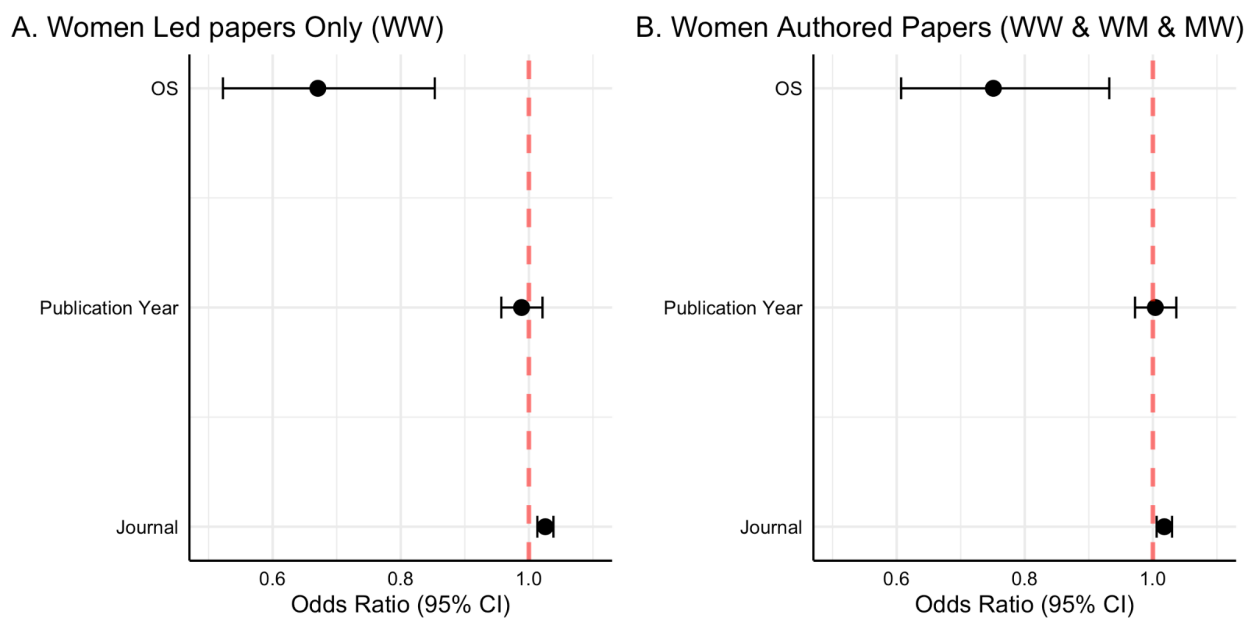 A. Women Led papers Only (WW)
OS
Publication Year
Journal
0.6 0.8 1.0
Odds Ratio (95% CI)
B. Women Authored Papers (WW & WM & MW)
OS
Publication Year
Journal
0.6 0.8 1.0
Odds Ratio (95% CI)